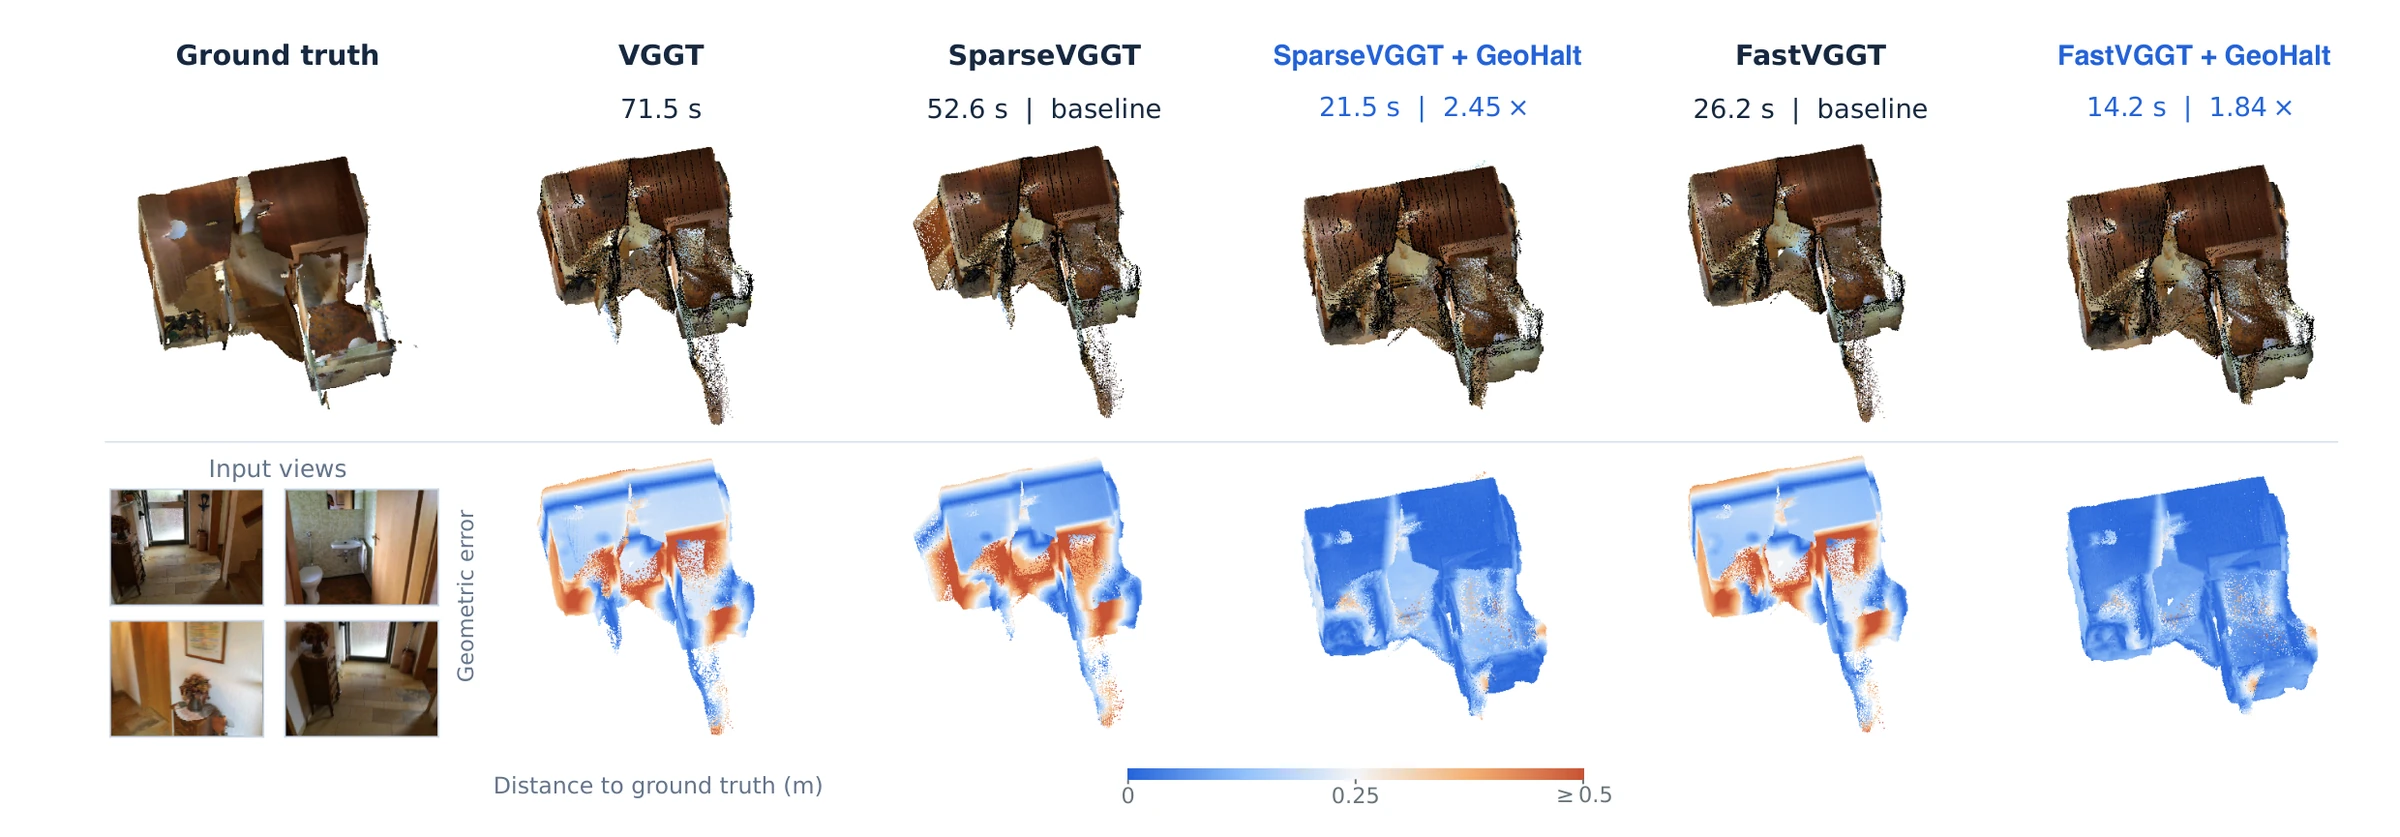 Ground truth
VGGT
SparseVGGT
SparseVGGT + GeoHalt
FastVGGT
FastVGGT + GeoHalt
71.5 s
52.6 s | baseline
21.5 s | 2.45 ×
26.2 s | baseline
14.2 s | 1.84 ×
Input views
Geometric error
Distance to ground truth (m)
0
0.25
≥ 0.5